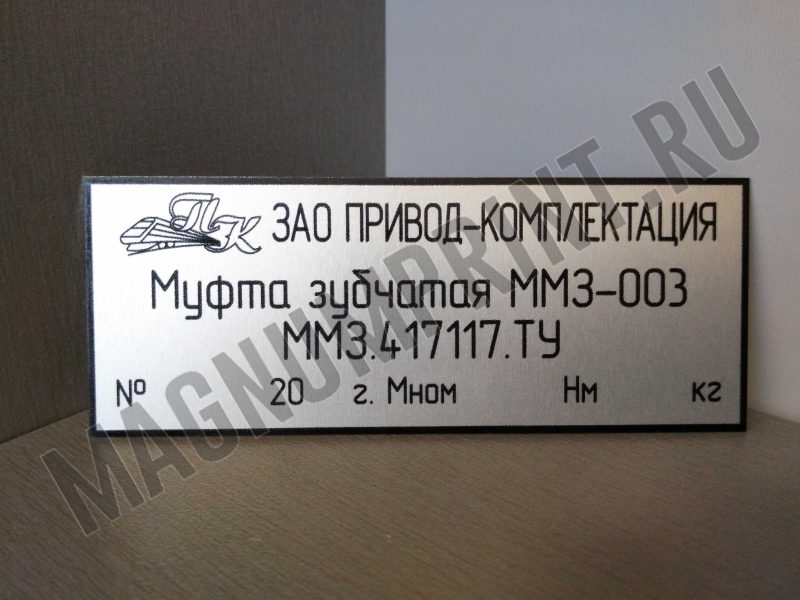 ПК ЗАО ПРИВОД-КОМПЛЕКТАЦИЯ
Муфта зубчатая ММЗ-003
ММЗ.417117.ТУ
№ 20 г. Мном Нм кг
MAGNUMPRINT.RU